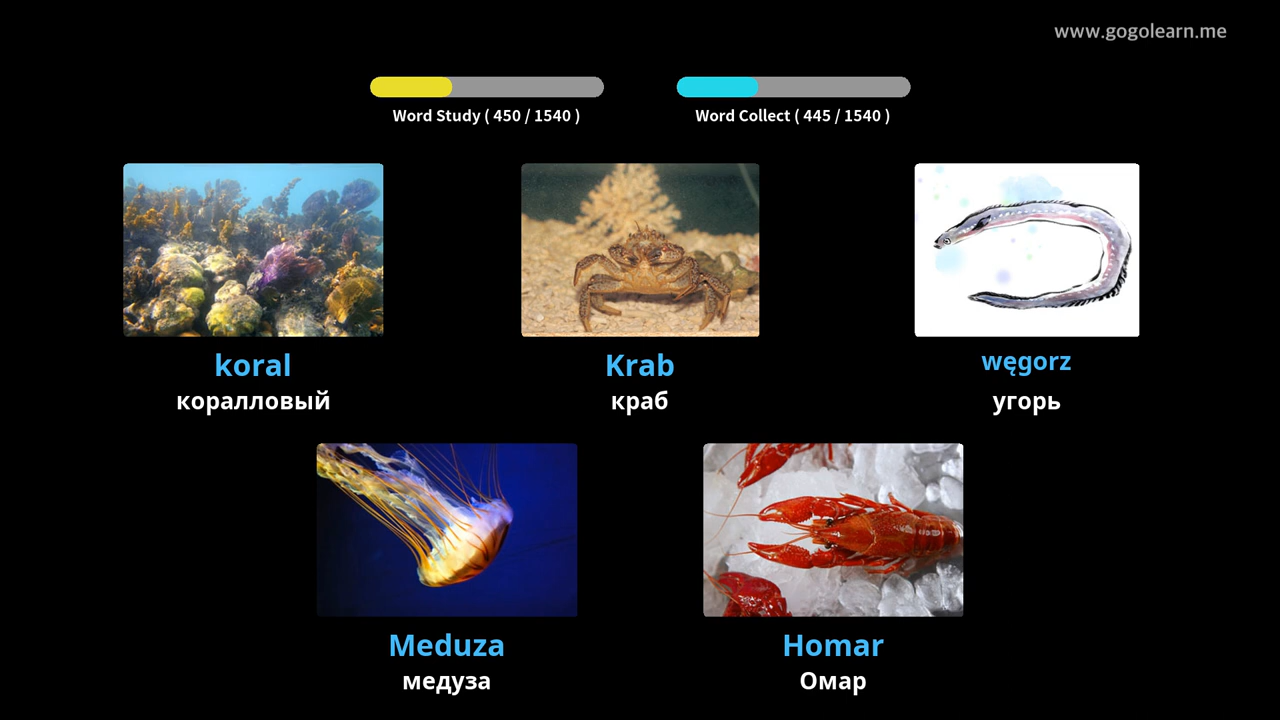 www.gogolearn.me
Word Study ( 450 / 1540 )
Word Collect ( 445 / 1540 )
koral
Krab
węgorz
коралловый
краб
угорь
Meduza
Homar
медуза
Омар